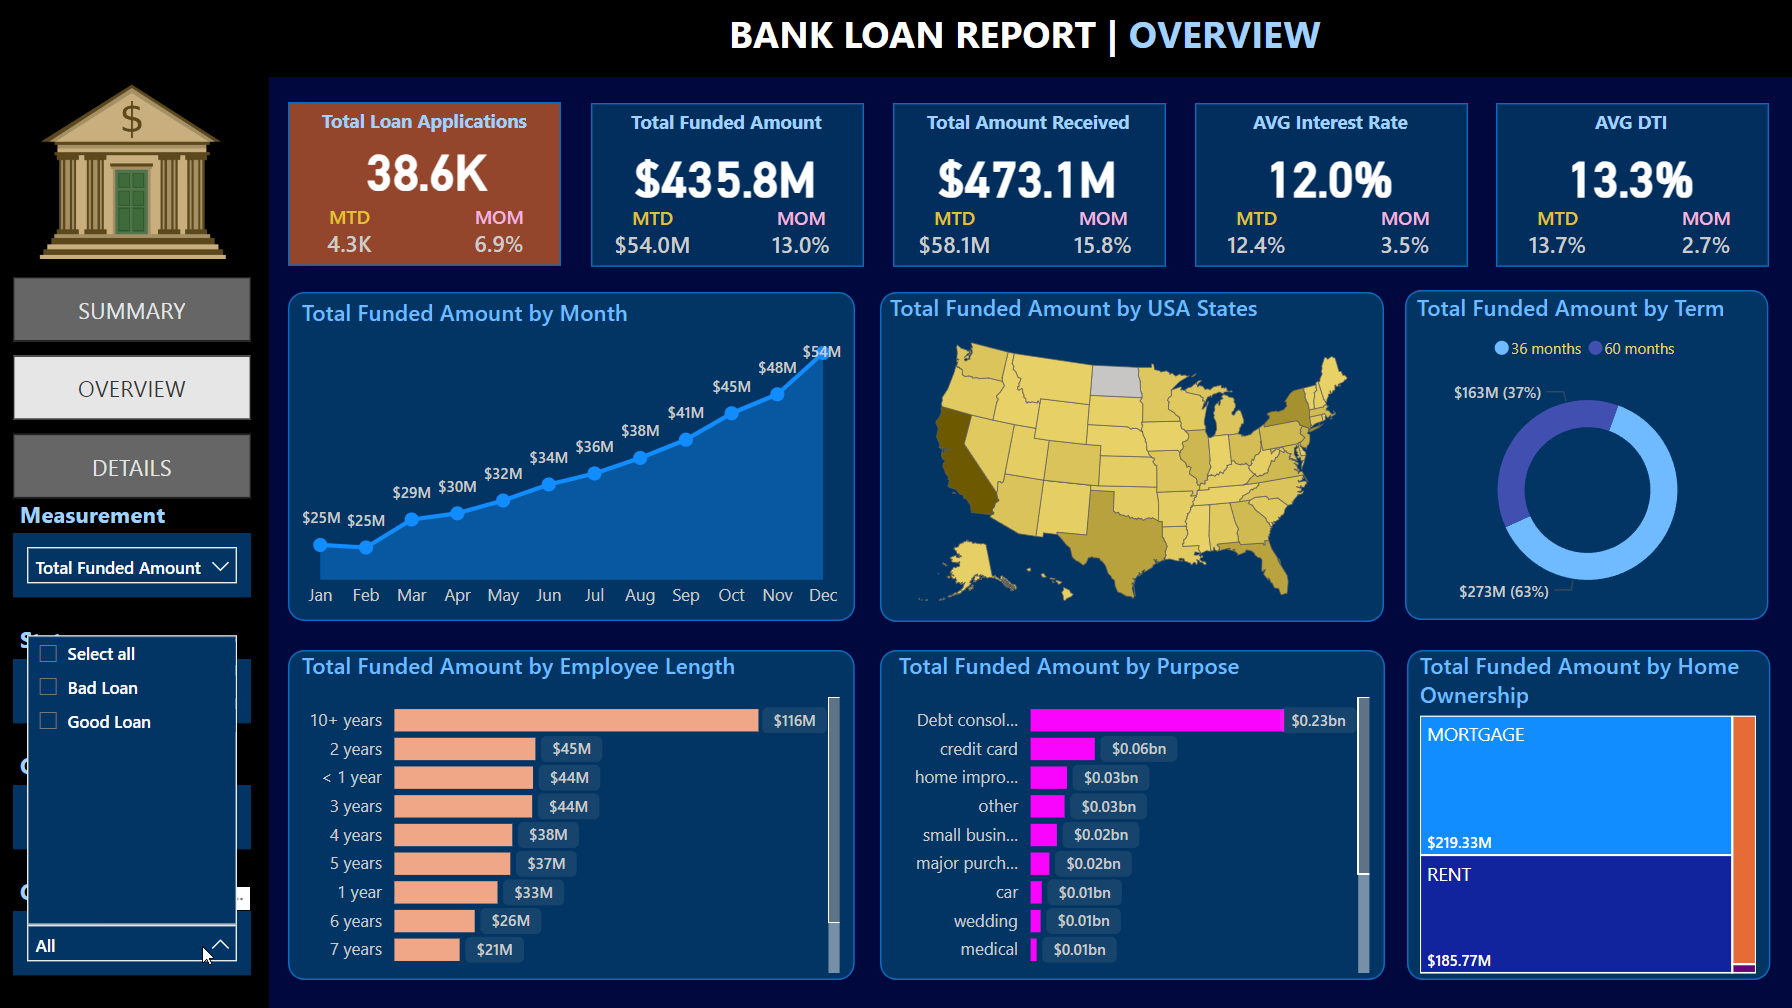 BANK LOAN REPORT | OVERVIEW
$
SUMMARY
OVERVIEW
DETAILS
Measurement
Total Funded Amount
Select all
Bad Loan
Good Loan
All
Total Loan Applications
38.6K
MTD MOM
4.3K 6.9%
Total Funded Amount
$435.8M
MTD MOM
$54.0M 13.0%
Total Amount Received
$473.1M
MTD MOM
$58.1M 15.8%
AVG Interest Rate
12.0%
MTD MOM
12.4% 3.5%
AVG DTI
13.3%
MTD MOM
13.7% 2.7%
Total Funded Amount by Month
$25M $25M $29M $30M $32M $34M $36M $38M $41M $45M $48M $54M
Jan Feb Mar Apr May Jun Jul Aug Sep Oct Nov Dec
Total Funded Amount by USA States
Total Funded Amount by Term
36 months 60 months
$163M (37%)
$273M (63%)
Total Funded Amount by Employee Length
10+ years $116M
2 years $45M
< 1 year $44M
3 years $44M
4 years $38M
5 years $37M
1 year $33M
6 years $26M
7 years $21M
Total Funded Amount by Purpose
Debt consol... $0.23bn
credit card $0.06bn
home impro... $0.03bn
other $0.03bn
small busin... $0.02bn
major purch... $0.02bn
car $0.01bn
wedding $0.01bn
medical $0.01bn
Total Funded Amount by Home
Ownership
MORTGAGE
$219.33M
RENT
$185.77M